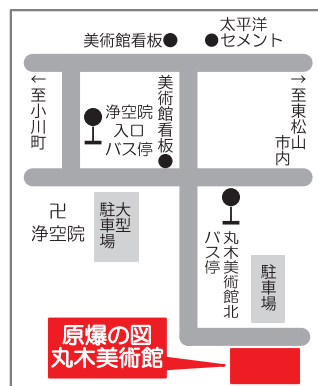 太平洋
セメント
美術館看板
←至小川町
浄空院
入口
バス停
美術館看板
→至東松山
市内
卍
浄空院
大型
駐車場
丸木美術館北
バス停
駐車場
原爆の図
丸木美術館